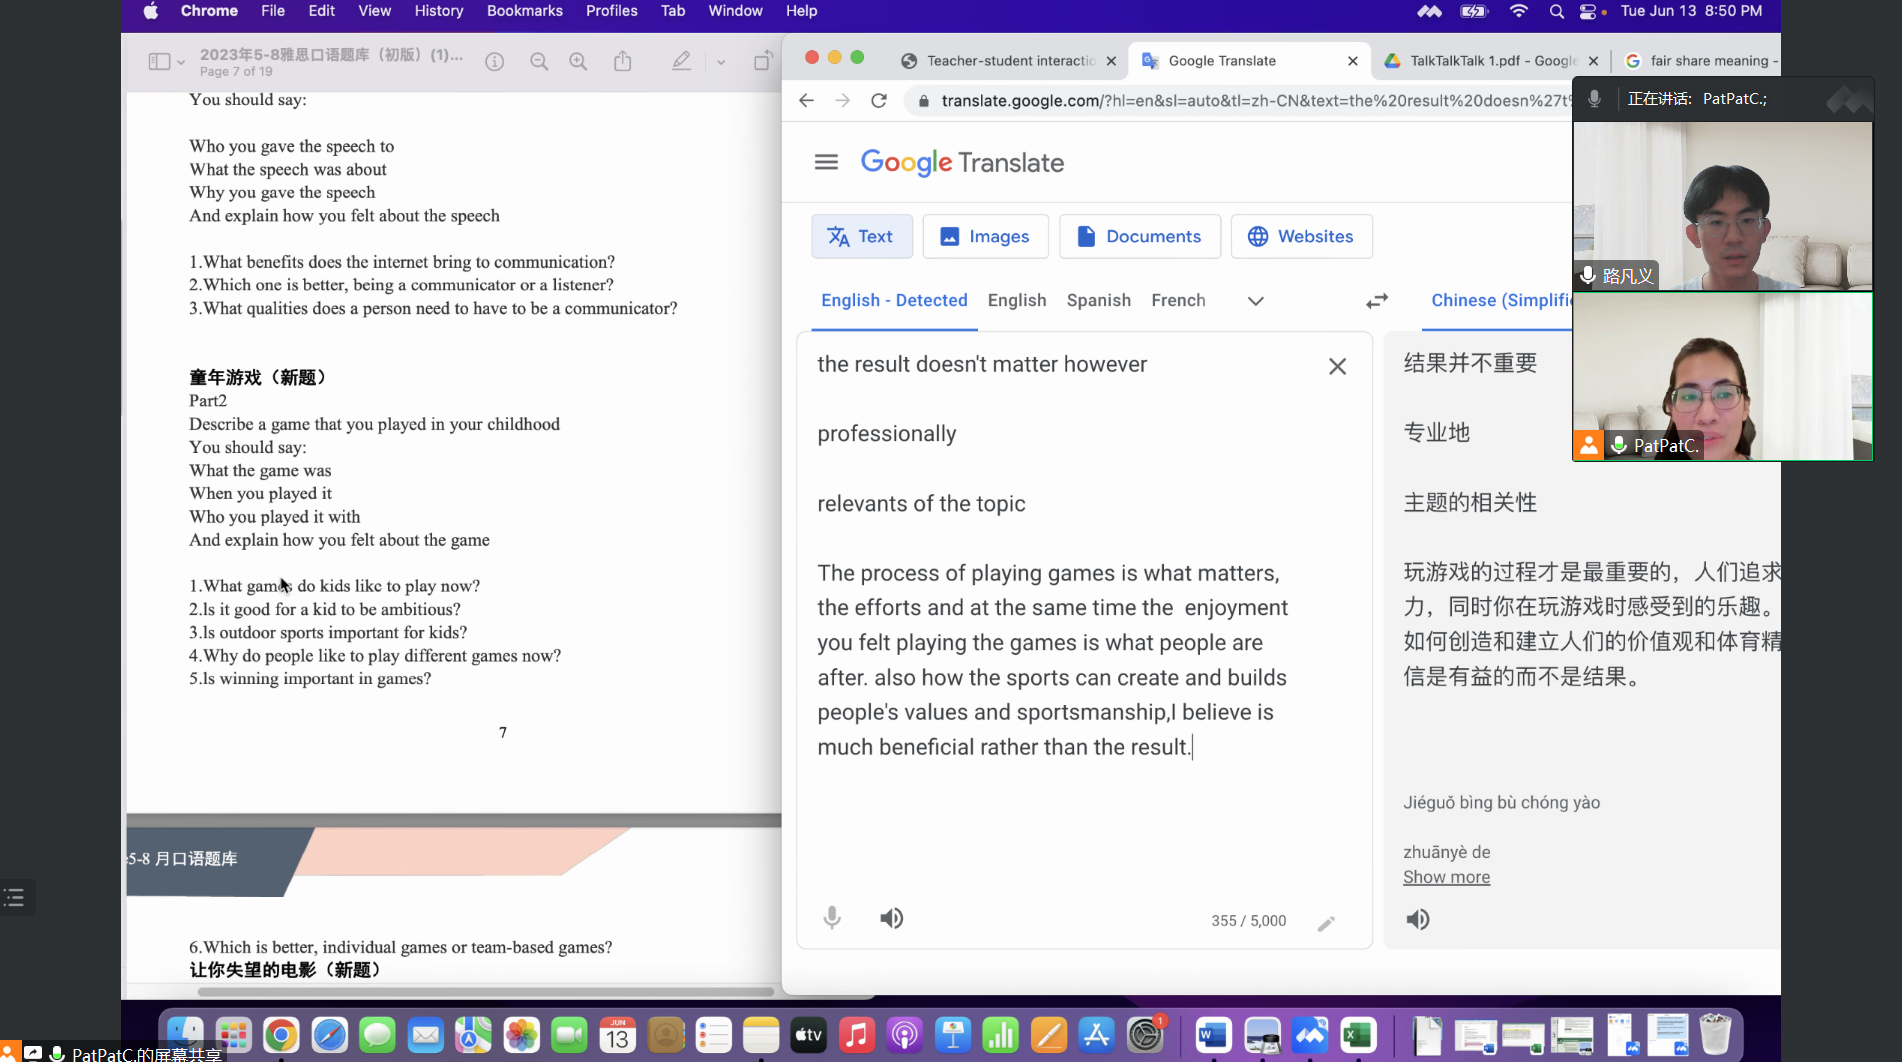 Chrome File Edit View History Bookmarks Profiles Tab Window Help
Tue Jun 13 8:50 PM
2023年5-8雅思口语题库（初版）(1)...
Page 7 of 19
You should say:
Who you gave the speech to
What the speech was about
Why you gave the speech
And explain how you felt about the speech
1.What benefits does the internet bring to communication?
2.Which one is better, being a communicator or a listener?
3.What qualities does a person need to have to be a communicator?
童年游戏（新题）
Part2
Describe a game that you played in your childhood
You should say:
What the game was
When you played it
Who you played it with
And explain how you felt about the game
1.What games do kids like to play now?
2.Is it good for a kid to be ambitious?
3.Is outdoor sports important for kids?
4.Why do people like to play different games now?
5.Is winning important in games?
7
5-8 月口语题库
6.Which is better, individual games or team-based games?
让你失望的电影（新题）
Teacher-student interactio
Google Translate
TalkTalkTalk 1.pdf - Google
fair share meaning -
translate.google.com/?hl=en&sl=auto&tl=zh-CN&text=the%20result%20doesn%27t%
Google Translate
Text
Images
Documents
Websites
English - Detected English Spanish French
Chinese (Simplifie
the result doesn't matter however
professionally
relevants of the topic
The process of playing games is what matters,
the efforts and at the same time the enjoyment
you felt playing the games is what people are
after. also how the sports can create and builds
people's values and sportsmanship,I believe is
much beneficial rather than the result.
355 / 5,000
结果并不重要
专业地
主题的相关性
玩游戏的过程才是最重要的，人们追求
力，同时你在玩游戏时感受到的乐趣。
如何创造和建立人们的价值观和体育精
信是有益的而不是结果。
Jiéguǒ bìng bù chóng yào
zhuānyè de
Show more
正在讲话: PatPatC.;
路凡义
PatPatC.
JUN
13
tv
1
PatPatC.的屏幕共享